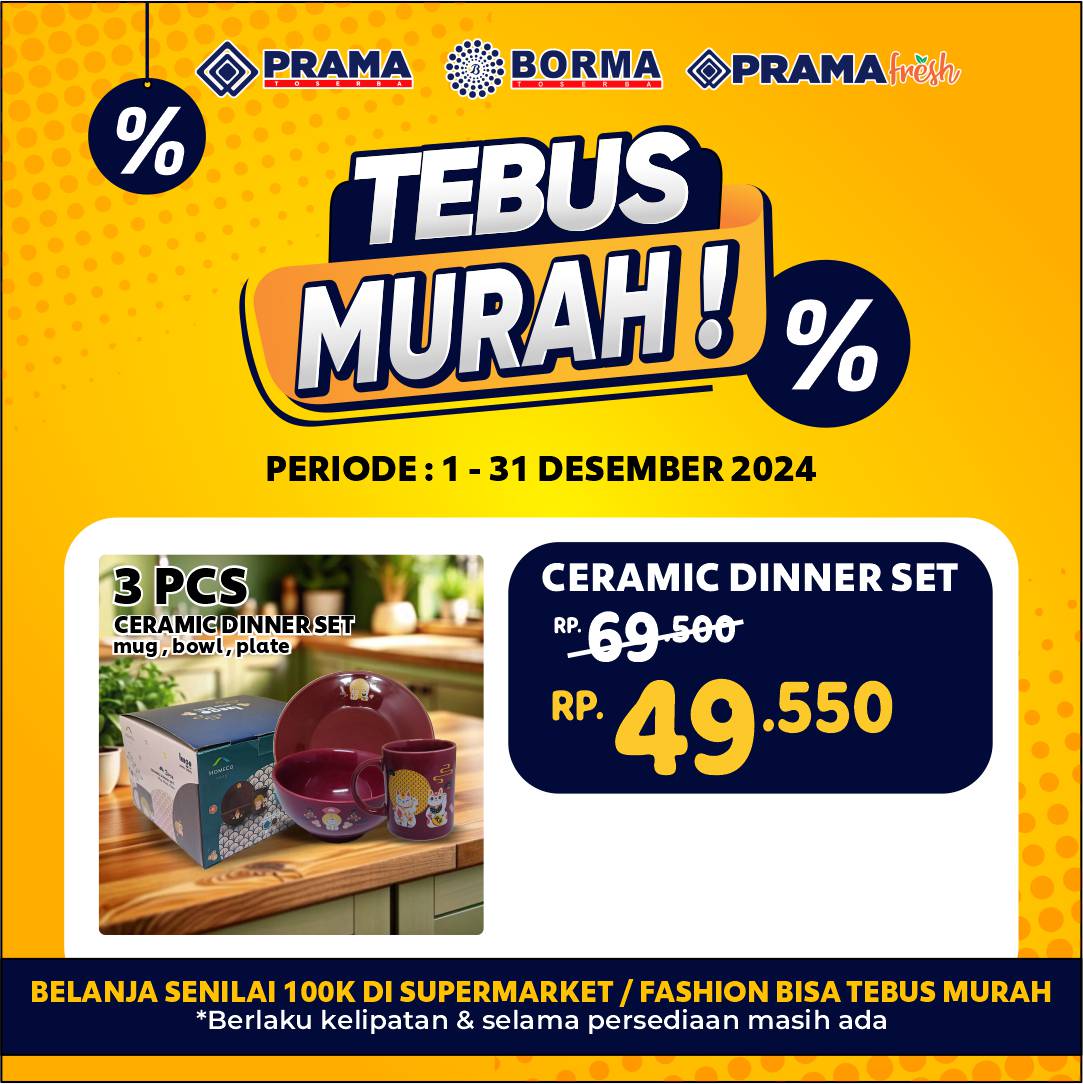 PRAMA
TOSERBA
BORMA
TOSERBA
PRAMA fresh
%
TEBUS
MURAH !
%
PERIODE : 1 - 31 DESEMBER 2024
3 PCS
CERAMIC DINNER SET
mug , bowl , plate
HOMECO
CERAMIC DINNER SET
RP. 69.500
RP. 49.550
BELANJA SENILAI 100K DI SUPERMARKET / FASHION BISA TEBUS MURAH
*Berlaku kelipatan & selama persediaan masih ada